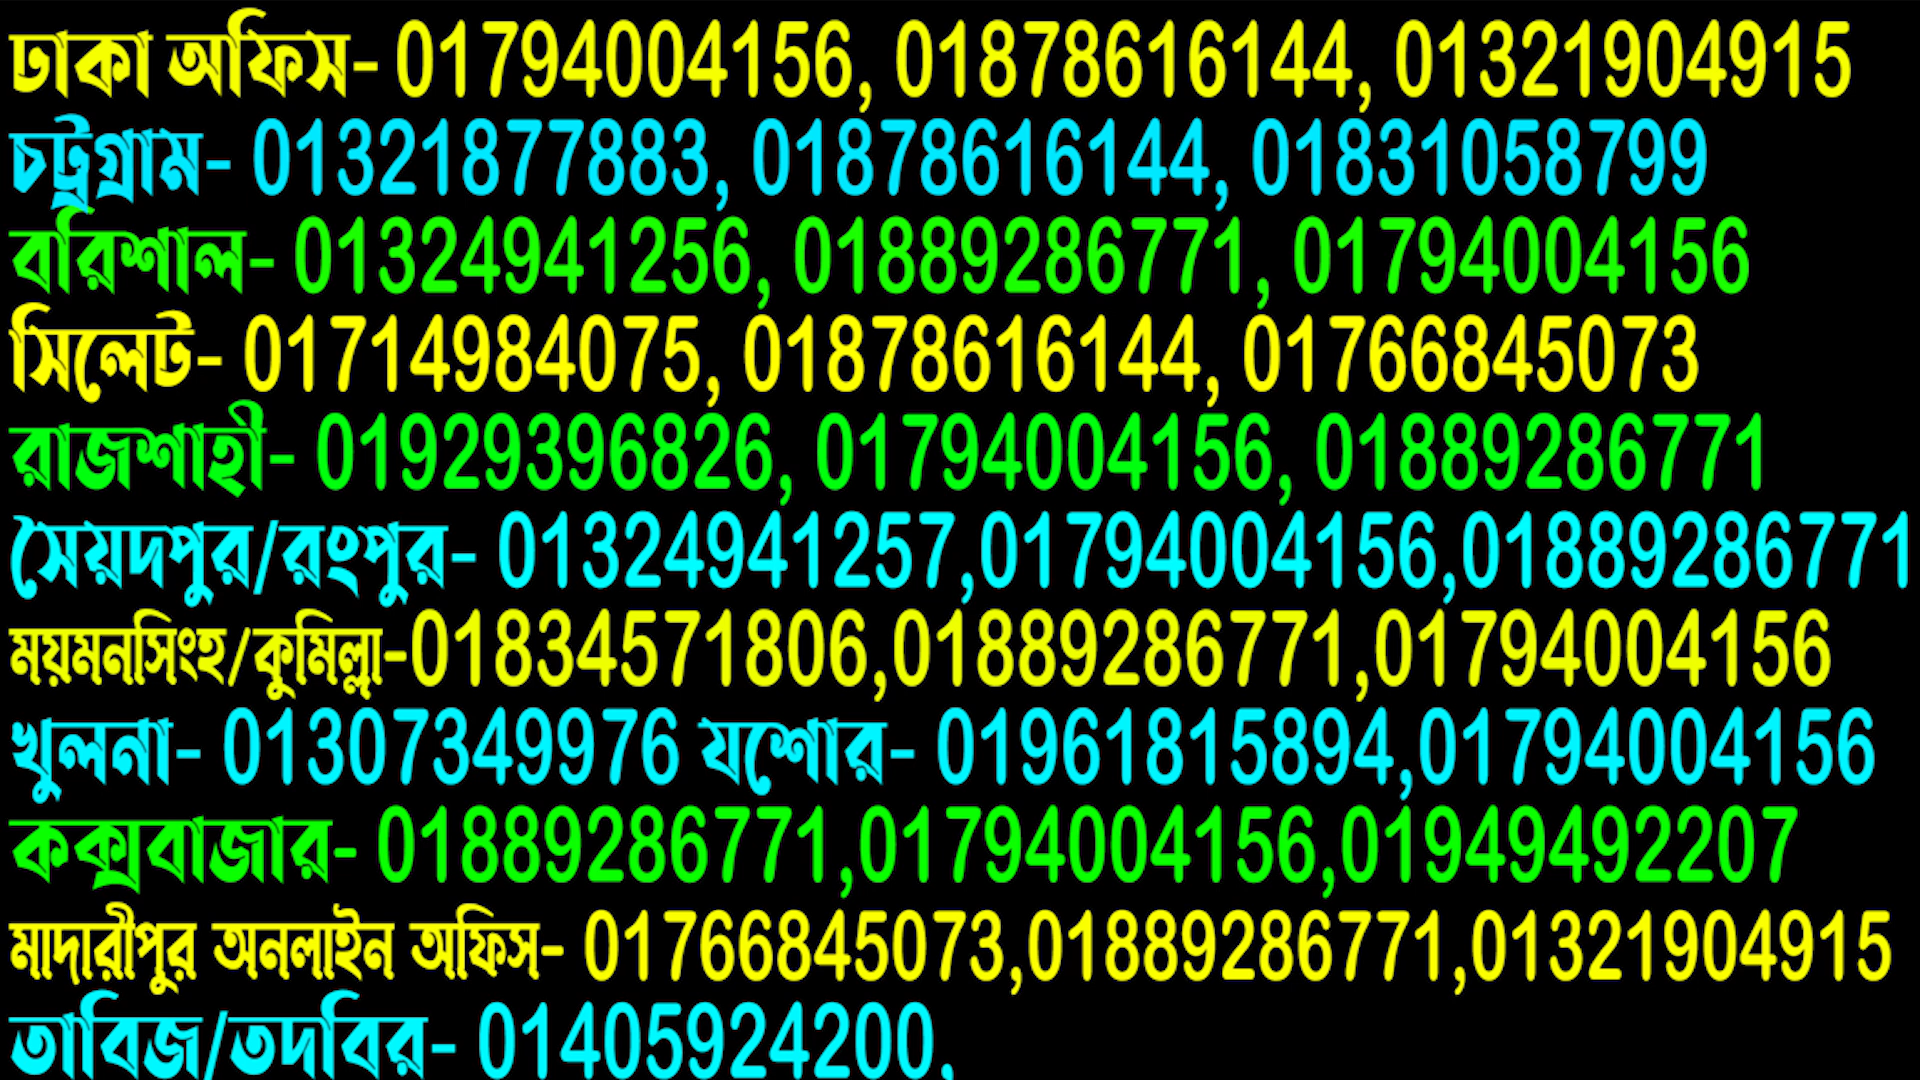 ঢাকা অফিস- 01794004156, 01878616144, 01321904915
চট্রগ্রাম- 01321877883, 01878616144, 01831058799
বরিশাল- 01324941256, 01889286771, 01794004156
সিলেট- 01714984075, 01878616144, 01766845073
রাজশাহী- 01929396826, 01794004156, 01889286771
সৈয়দপুর/রংপুর- 01324941257,01794004156,01889286771
ময়মনসিংহ/কুমিল্লা-01834571806,01889286771,01794004156
খুলনা- 01307349976 যশোর- 01961815894,01794004156
কক্সবাজার- 01889286771,01794004156,01949492207
মাদারীপুর অনলাইন অফিস- 01766845073,01889286771,01321904915
তাবিজ/তদবির- 01405924200,